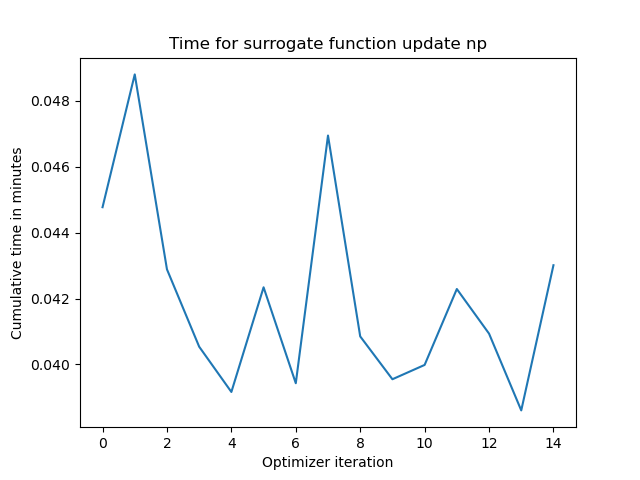 Time for surrogate function update np
Cumulative time in minutes
0.048
0.046
0.044
0.042
0.040
0 2 4 6 8 10 12 14
Optimizer iteration